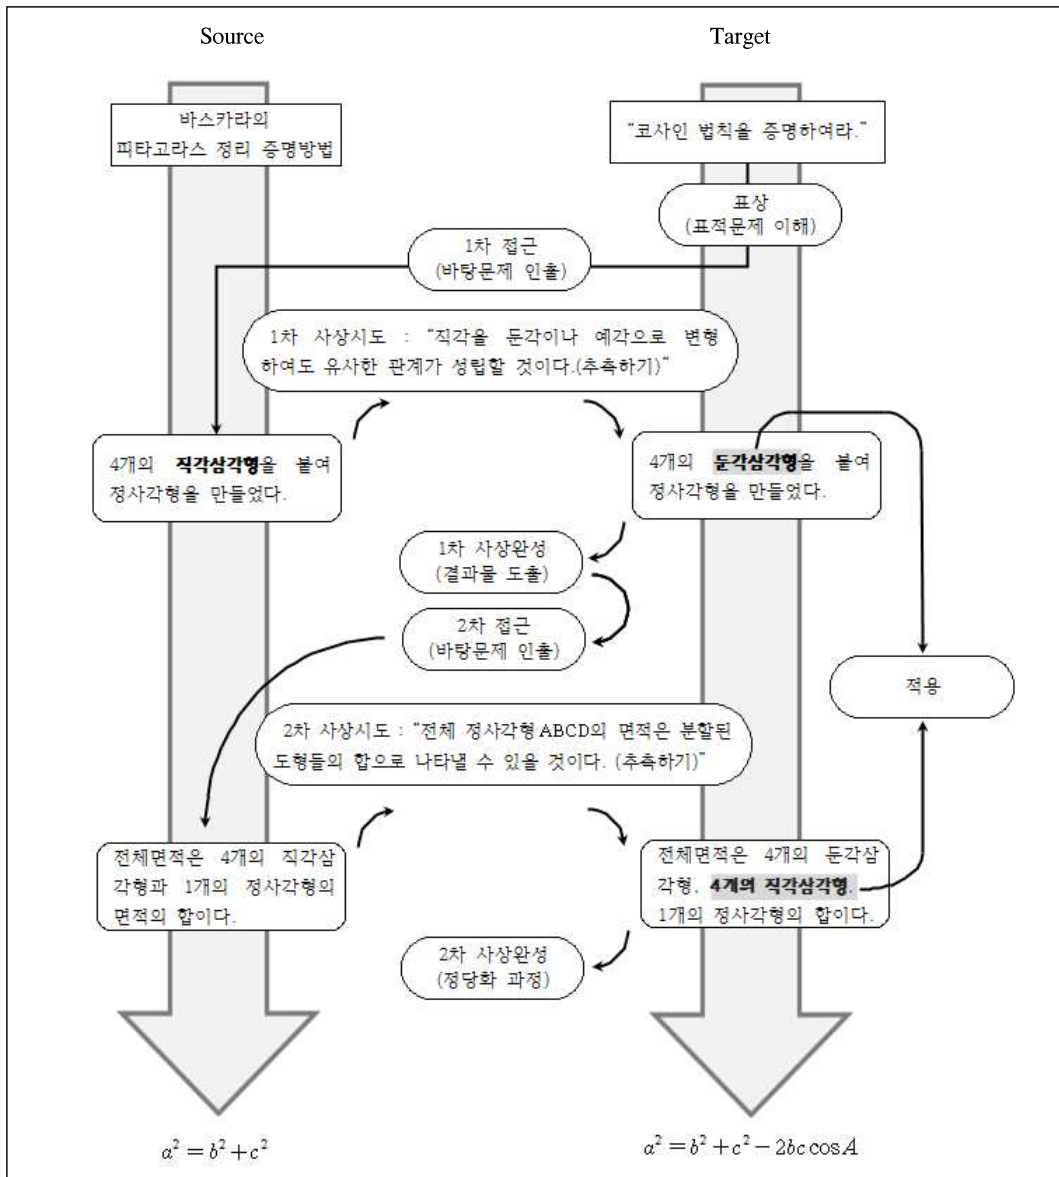 Source
Target
바스카라의
피타고라스 정리 증명방법
“코사인 법칙을 증명하여라.”
표상
(표적문제 이해)
1차 접근
(바탕문제 인출)
1차 사상시도 : “직각을 둔각이나 예각으로 변형
하여도 유사한 관계가 성립할 것이다.(추측하기)”
4개의 직각삼각형을 붙여
정사각형을 만들었다.
4개의 둔각삼각형을 붙여
정사각형을 만들었다.
1차 사상완성
(결과물 도출)
2차 접근
(바탕문제 인출)
적용
2차 사상시도 : “전체 정사각형ABCD의 면적은 분할된
도형들의 합으로 나타낼 수 있을 것이다. (추측하기)”
전체면적은 4개의 직각삼
각형과 1개의 정사각형의
면적의 합이다.
전체면적은 4개의 둔각삼
각형, 4개의 직각삼각형,
1개의 정사각형의 합이다.
2차 사상완성
(정당화 과정)
a² = b² + c²
a² = b² + c² − 2bc cos A